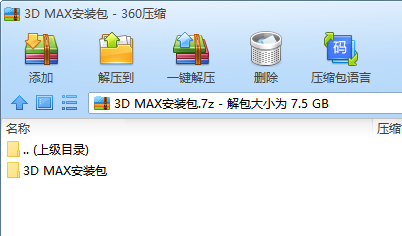 3D MAX安装包 - 360压缩
添加 解压到 一键解压 删除 压缩包语言
码
3D MAX安装包.7z - 解包大小为 7.5 GB
名称 压缩
.. (上级目录)
3D MAX安装包